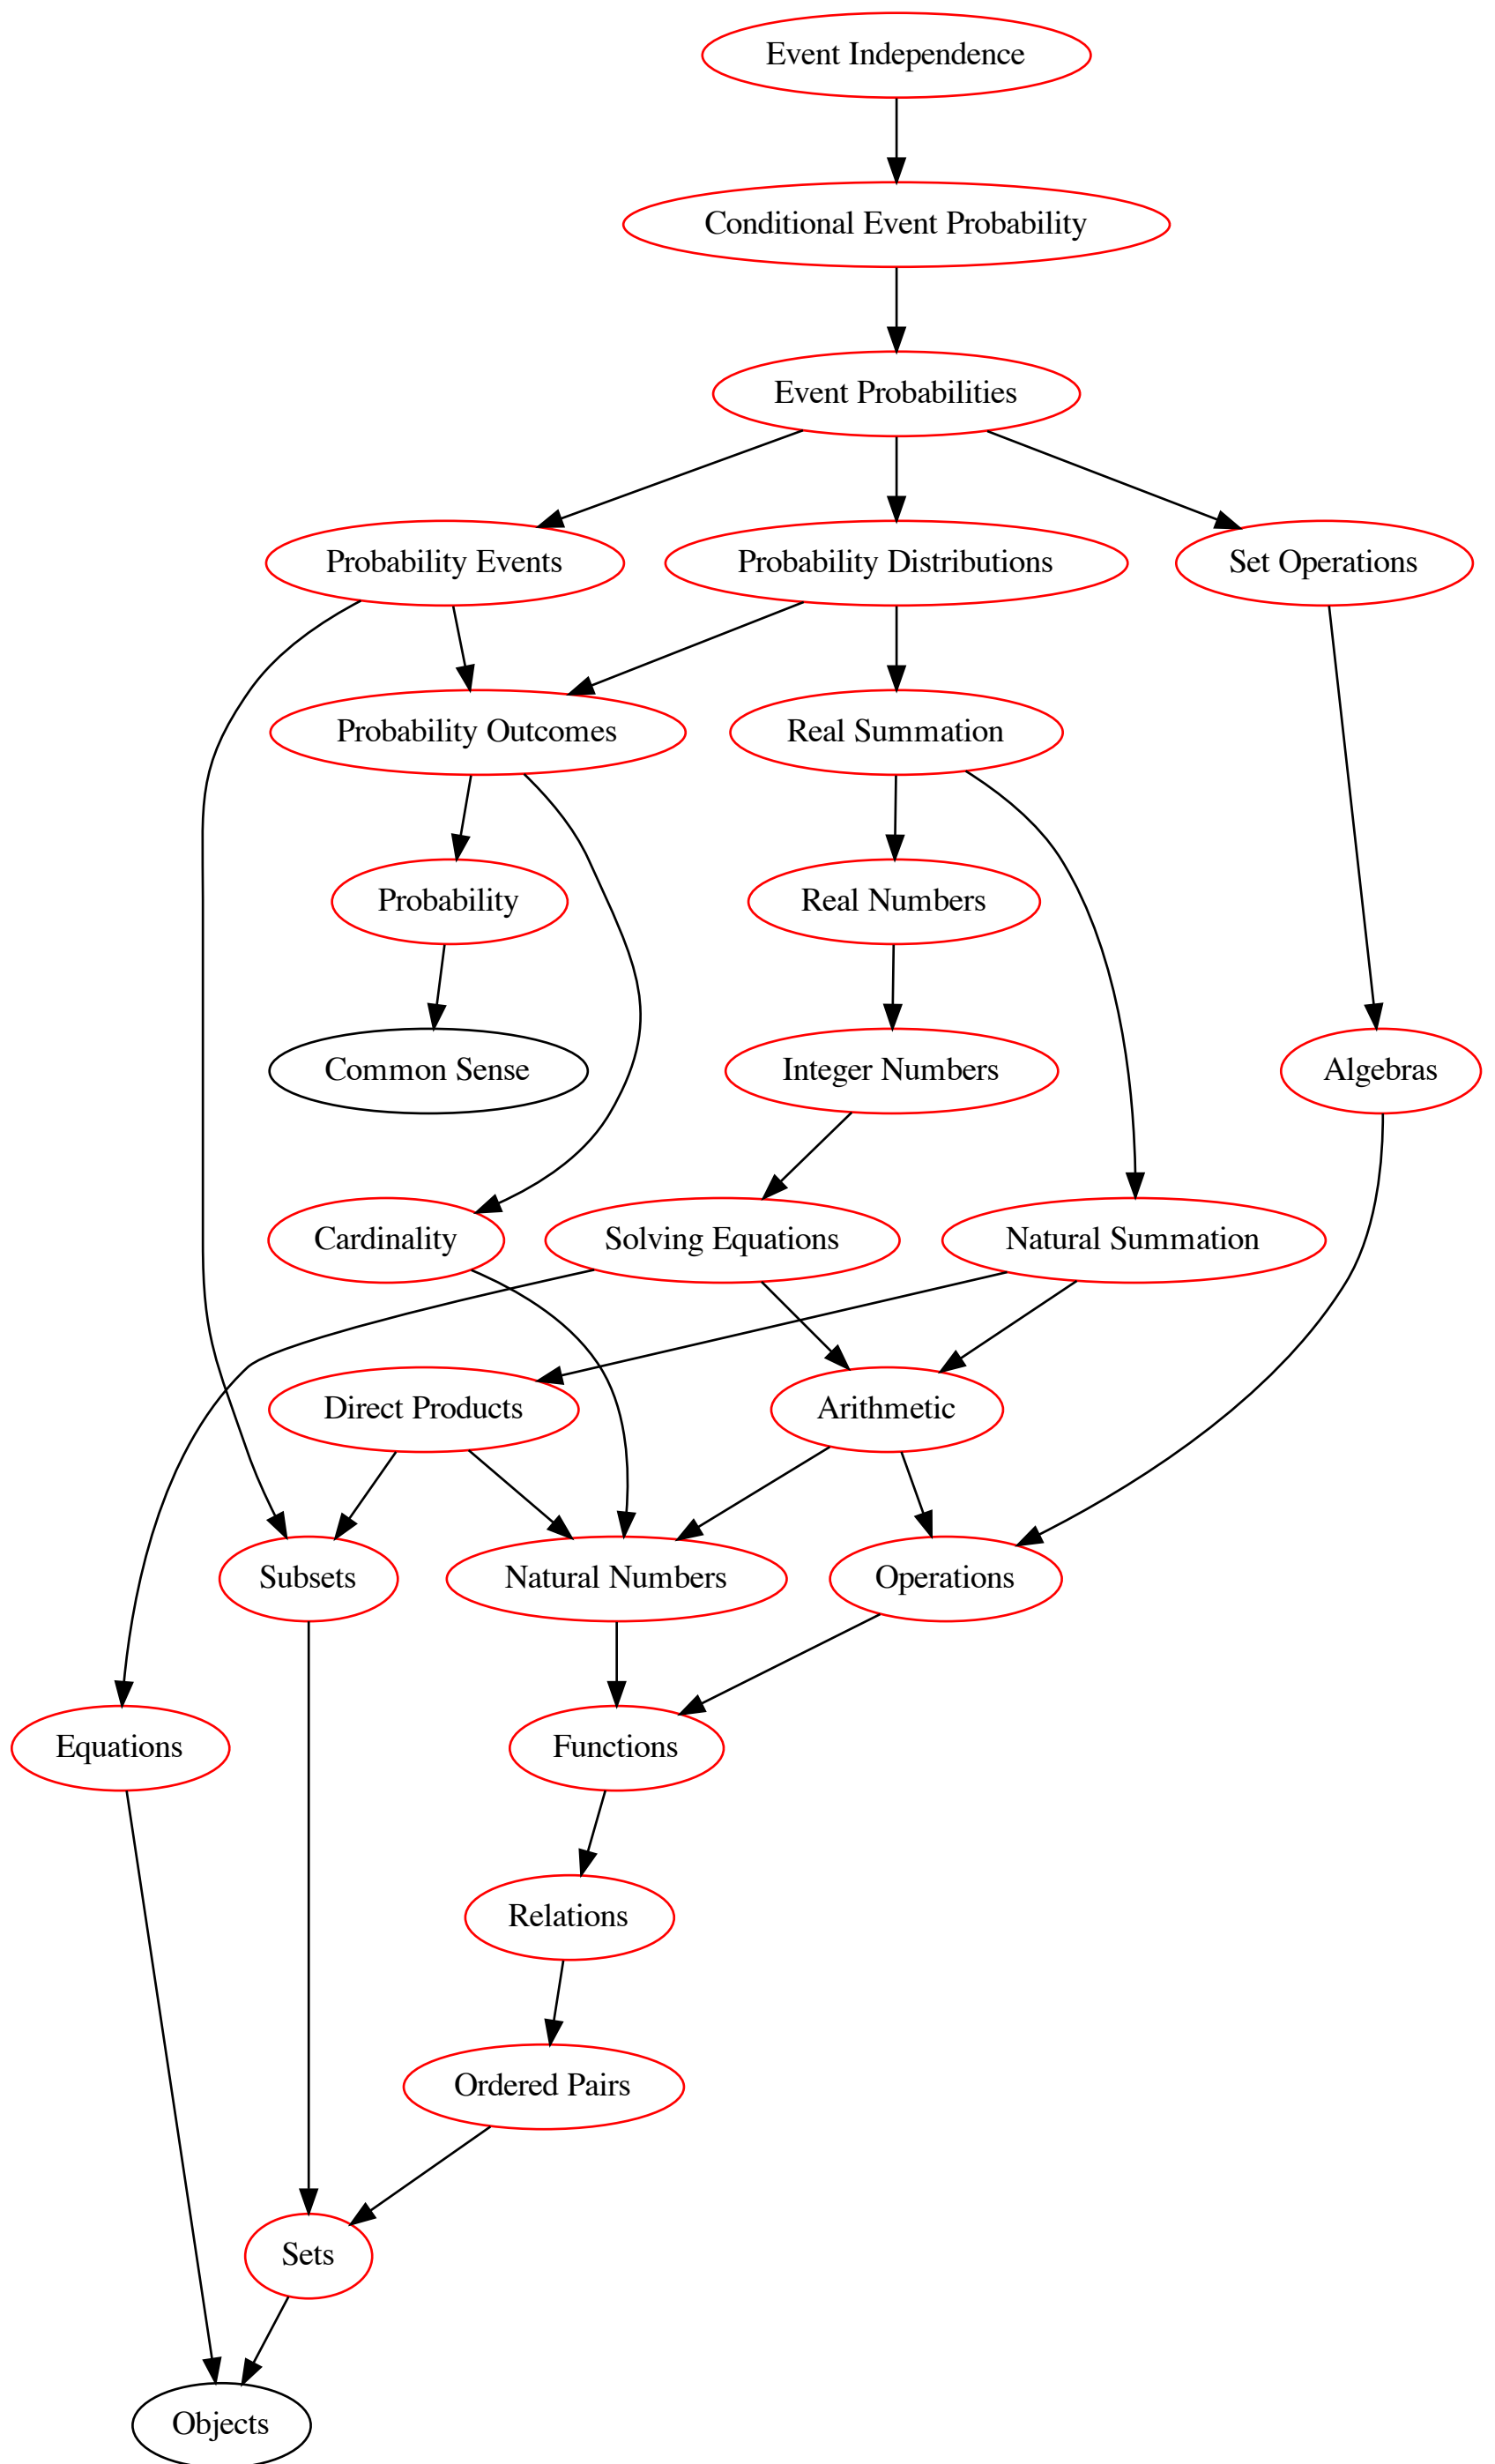 Event Independence
Conditional Event Probability
Event Probabilities
Probability Events
Probability Distributions
Set Operations
Probability Outcomes
Real Summation
Probability
Real Numbers
Common Sense
Integer Numbers
Algebras
Cardinality
Solving Equations
Natural Summation
Direct Products
Arithmetic
Subsets
Natural Numbers
Operations
Equations
Functions
Relations
Ordered Pairs
Sets
Objects